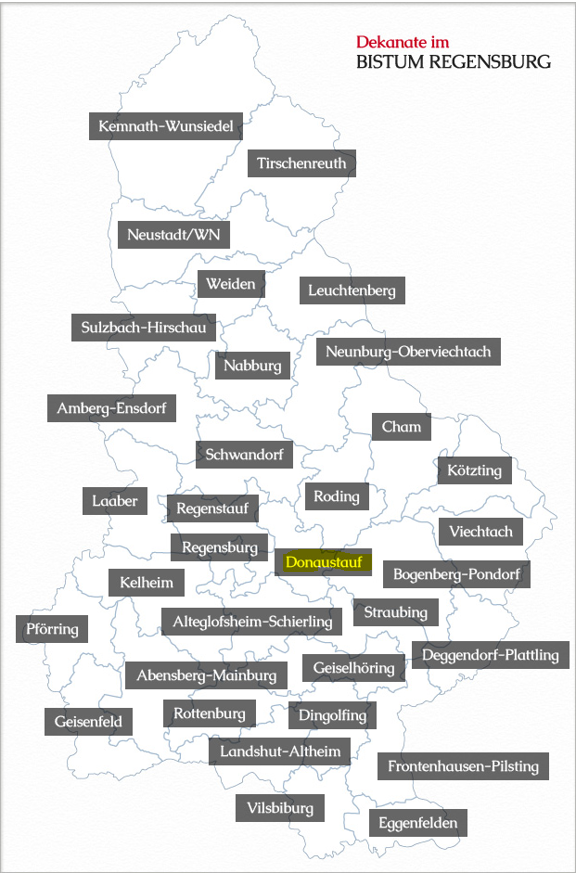 Dekanate im
BISTUM REGENSBURG
Kemnath-Wunsiedel
Tirschenreuth
Neustadt/WN
Weiden
Leuchtenberg
Sulzbach-Hirschau
Neunburg-Oberviechtach
Nabburg
Amberg-Ensdorf
Cham
Schwandorf
Kötzting
Roding
Laaber
Regenstauf
Viechtach
Regensburg
Donaustauf
Bogenberg-Pondorf
Kelheim
Straubing
Alteglofsheim-Schierling
Pförring
Deggendorf-Plattling
Geiselhöring
Abensberg-Mainburg
Rottenburg
Dingolfing
Geisenfeld
Landshut-Altheim
Frontenhausen-Pilsting
Vilsbiburg
Eggenfelden